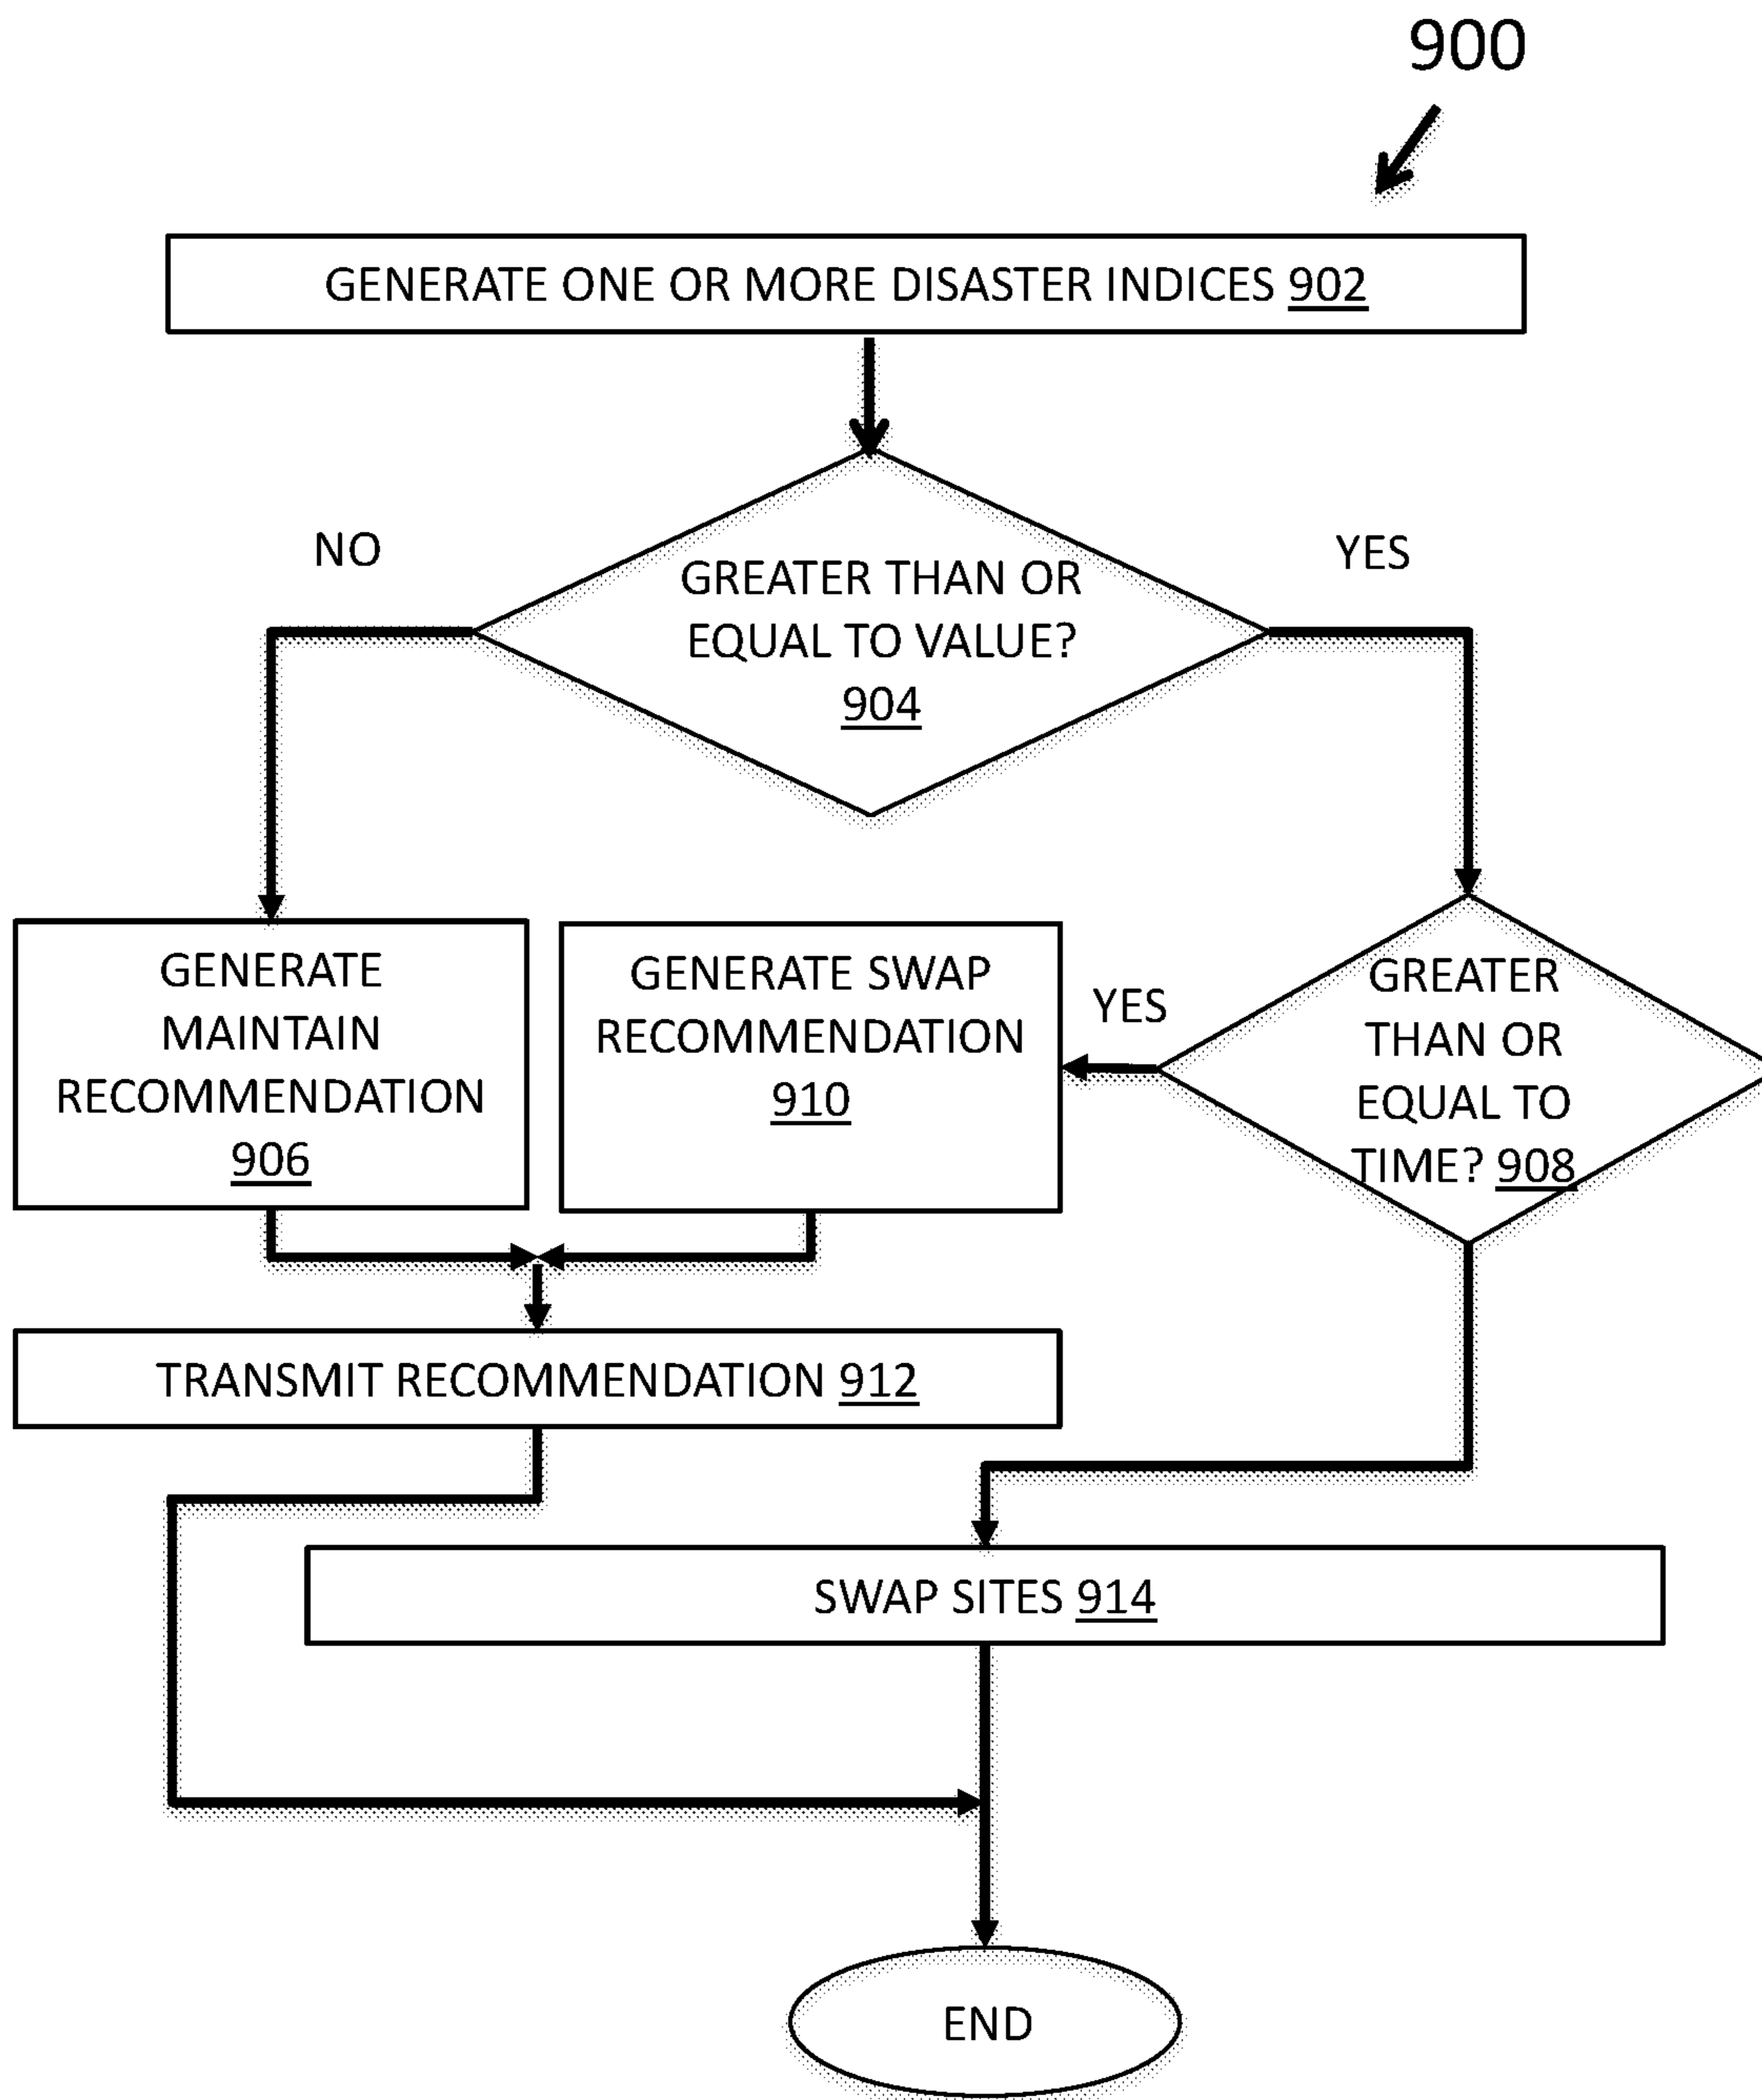 900
GENERATE ONE OR MORE DISASTER INDICES 902
NO
YES
GREATER THAN OR
EQUAL TO VALUE?
904
GENERATE
MAINTAIN
RECOMMENDATION
906
GENERATE SWAP
RECOMMENDATION
910
YES
GREATER
THAN OR
EQUAL TO
TIME? 908
TRANSMIT RECOMMENDATION 912
SWAP SITES 914
END